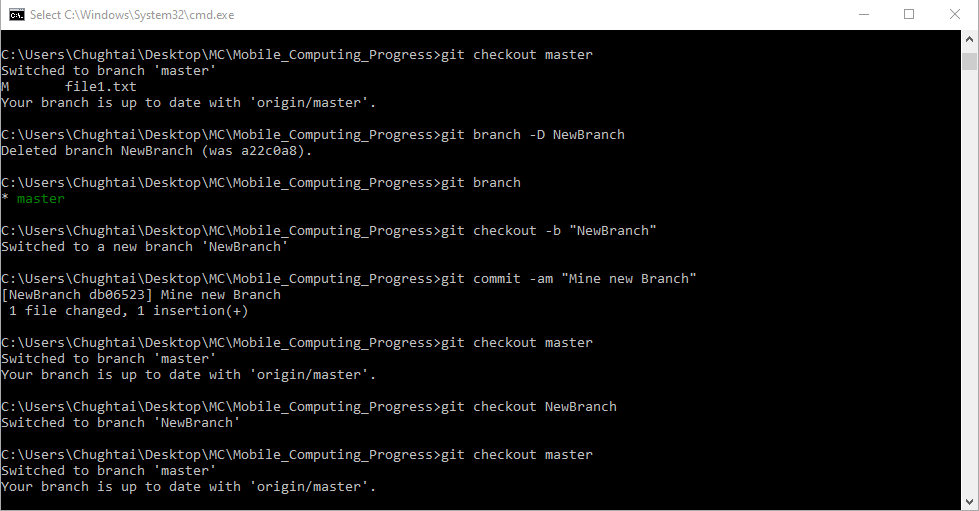 Select C:\Windows\System32\cmd.exe
C:\Users\Chughtai\Desktop\MC\Mobile_Computing_Progress>git checkout master
Switched to branch 'master'
M       file1.txt
Your branch is up to date with 'origin/master'.
C:\Users\Chughtai\Desktop\MC\Mobile_Computing_Progress>git branch -D NewBranch
Deleted branch NewBranch (was a22c0a8).
C:\Users\Chughtai\Desktop\MC\Mobile_Computing_Progress>git branch
* master
C:\Users\Chughtai\Desktop\MC\Mobile_Computing_Progress>git checkout -b "NewBranch"
Switched to a new branch 'NewBranch'
C:\Users\Chughtai\Desktop\MC\Mobile_Computing_Progress>git commit -am "Mine new Branch"
[NewBranch db06523] Mine new Branch
 1 file changed, 1 insertion(+)
C:\Users\Chughtai\Desktop\MC\Mobile_Computing_Progress>git checkout master
Switched to branch 'master'
Your branch is up to date with 'origin/master'.
C:\Users\Chughtai\Desktop\MC\Mobile_Computing_Progress>git checkout NewBranch
Switched to branch 'NewBranch'
C:\Users\Chughtai\Desktop\MC\Mobile_Computing_Progress>git checkout master
Switched to branch 'master'
Your branch is up to date with 'origin/master'.